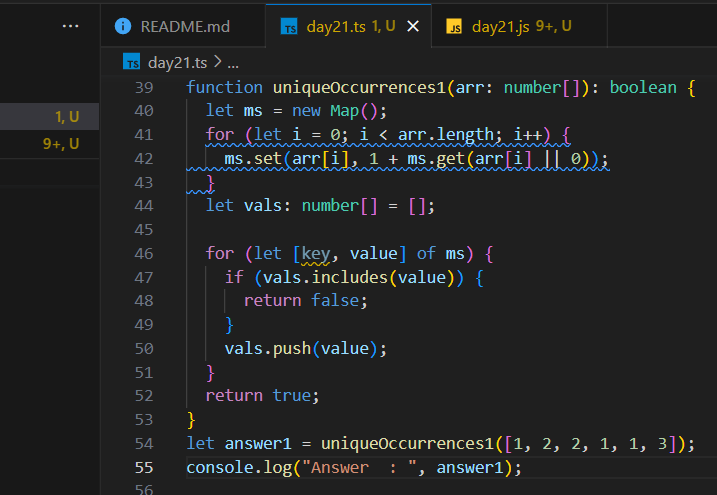 ... README.md TS day21.ts 1, U × JS day21.js 9+, U
TS day21.ts > ...
1, U
9+, U
39 function uniqueOccurrences1(arr: number[]): boolean {
40 let ms = new Map();
41 for (let i = 0; i < arr.length; i++) {
42 ms.set(arr[i], 1 + ms.get(arr[i] || 0));
43 }
44 let vals: number[] = [];
45
46 for (let [key, value] of ms) {
47 if (vals.includes(value)) {
48 return false;
49 }
50 vals.push(value);
51 }
52 return true;
53 }
54 let answer1 = uniqueOccurrences1([1, 2, 2, 1, 1, 3]);
55 console.log("Answer  : ", answer1);
56